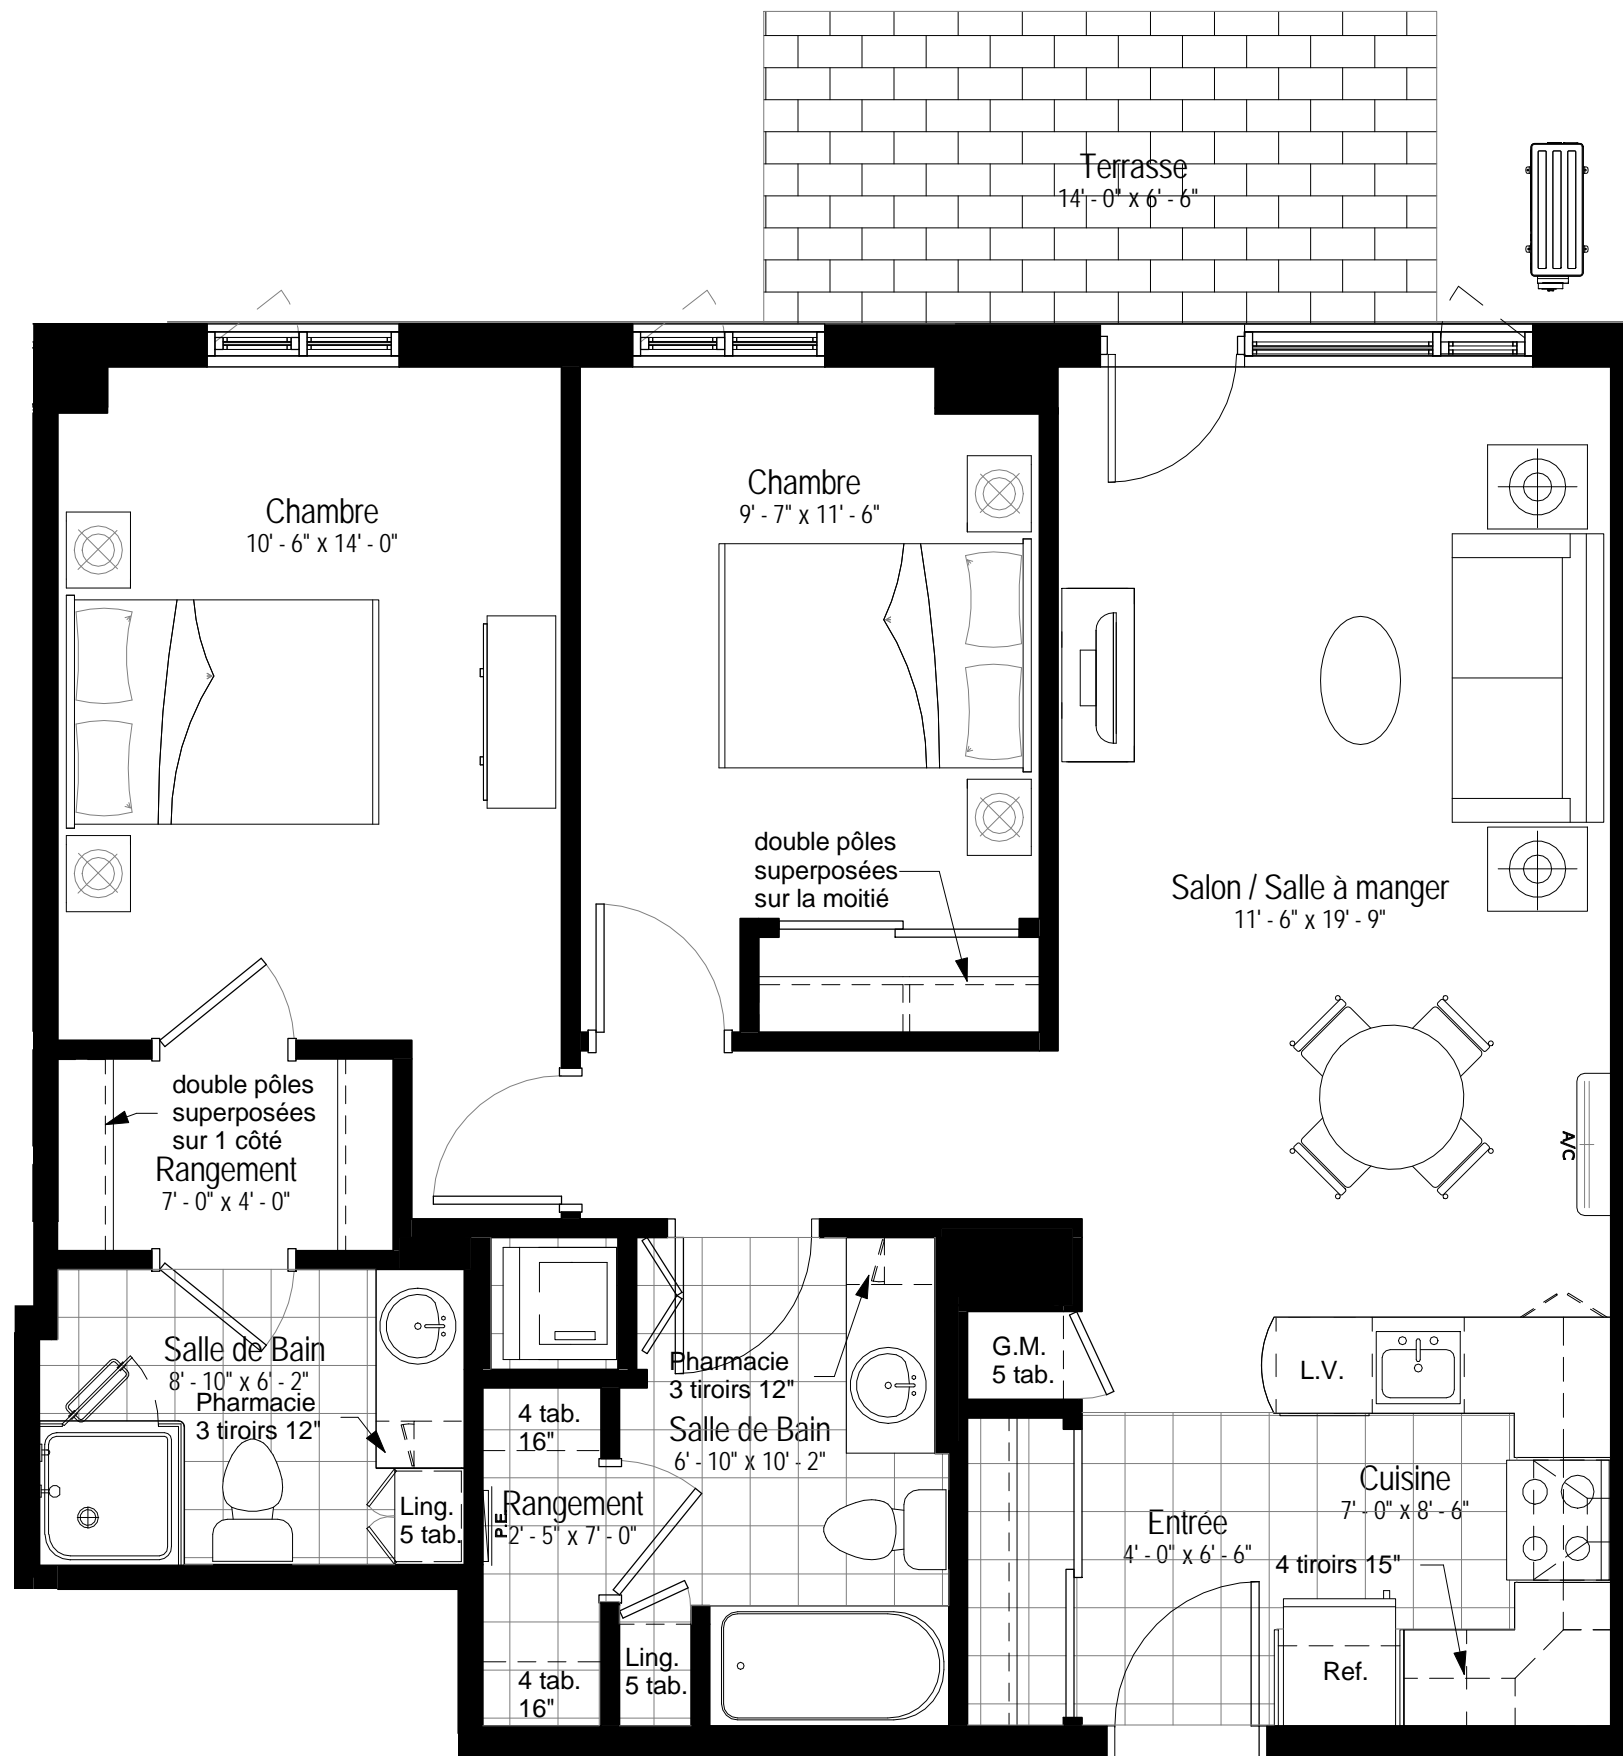 Terrasse
14' - 0" x 6' - 6"
Chambre
10' - 6" x 14' - 0"
Chambre
9' - 7" x 11' - 6"
double pôles
superposées
sur la moitié
Salon / Salle à manger
11' - 6" x 19' - 9"
double pôles
superposées
sur 1 côté
Rangement
7' - 0" x 4' - 0"
A/C
Salle de Bain
8' - 10" x 6' - 2"
Pharmacie
3 tiroirs 12"
Ling.
5 tab.
4 tab.
16"
P.E.
Rangement
2' - 5" x 7' - 0"
4 tab.
16"
Pharmacie
3 tiroirs 12"
Salle de Bain
6' - 10" x 10' - 2"
Ling.
5 tab.
G.M.
5 tab.
L.V.
Entrée
4' - 0" x 6' - 6"
Cuisine
7' - 0" x 8' - 6"
4 tiroirs 15"
Ref.